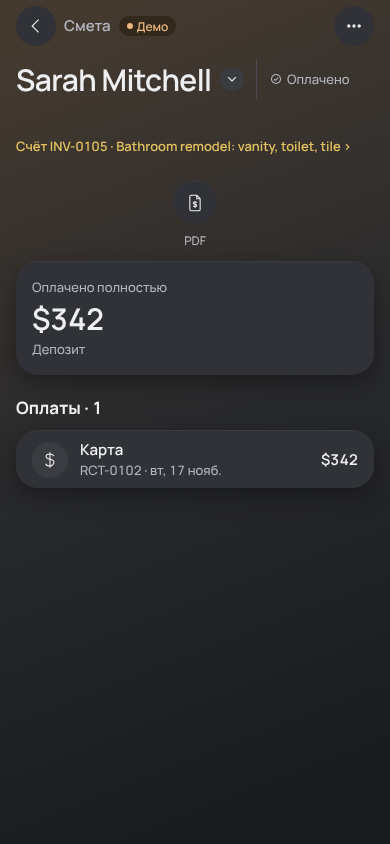 Смета
Демо
Sarah Mitchell
Оплачено
Счёт INV-0105 · Bathroom remodel: vanity, toilet, tile ›
PDF
Оплачено полностью
$342
Депозит
Оплаты · 1
$
Карта
RCT-0102 · вт, 17 нояб.
$342